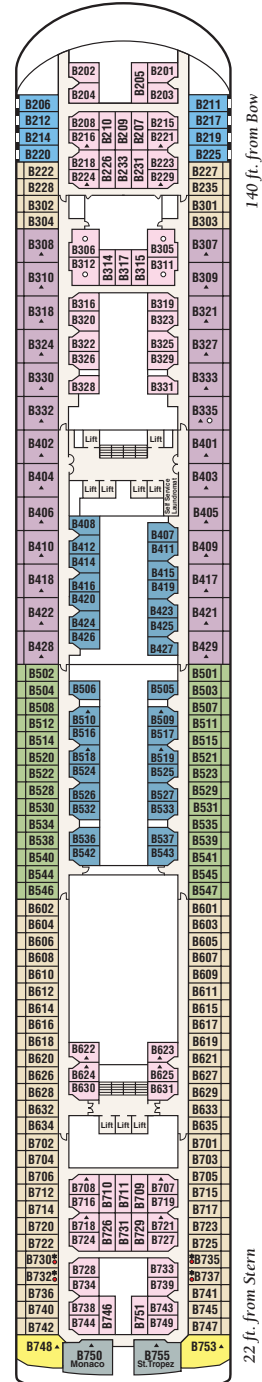 B202 B205 B201
B204 B203
B206 B211
B212 B208 B210 B209 B207 B215 B217
B214 B216 B221 B219
B220 B218 B226 B233 B231 B223 B225
B222 B224 B229 B227
B228 B235
B302 B301
B304 B303
B308 B306 B305 B307
B312 B314 B317 B315 B311
B310 B309
B318 B316 B319 B321
B320 B323
B324 B322 B325 B327
B326 B329
B330 B328 B331 B333
B332 B335
B402 Lift Lift B401
B404 Lift Lift Lift Lift Self Service B403
Laundromat
B406 B405
B408 B407
B410 B412 B411 B409
B414 B415
B418 B416 B419 B417
B420 B423
B422 B424 B425 B421
B426 B427
B428 B429
B502 B501
B504 B506 B505 B503
B508 B507
B512 B510 B509 B511
B514 B516 B517 B515
B520 B518 B519 B521
B522 B524 B525 B523
B528 B526 B527 B529
B530 B532 B533 B531
B534 B535
B538 B536 B537 B539
B540 B542 B543 B541
B544 B545
B546 B547
B602 B601
B604 B603
B606 B605
B608 B607
B610 B609
B612 B611
B614 B615
B616 B617
B618 B622 B623 B619
B620 B621
B626 B624 B625 B627
B628 B630 B631 B629
B632 B633
B634 Lift Lift Lift B635
B702 B701
B704 B703
B706 B705
B712 B708 B710 B711 B709 B707 B715
B714 B716 B719 B717
B720 B718 B726 B731 B729 B721 B723
B722 B724 B727 B725
B730 B728 B733 B735
B732 B734 B739 B737
B736 B741
B740 B738 B746 B751 B743 B745
B742 B744 B749 B747
B748 B750 B755 B753
Monaco St.Tropez
140 ft. from Bow
22 ft. from Stern